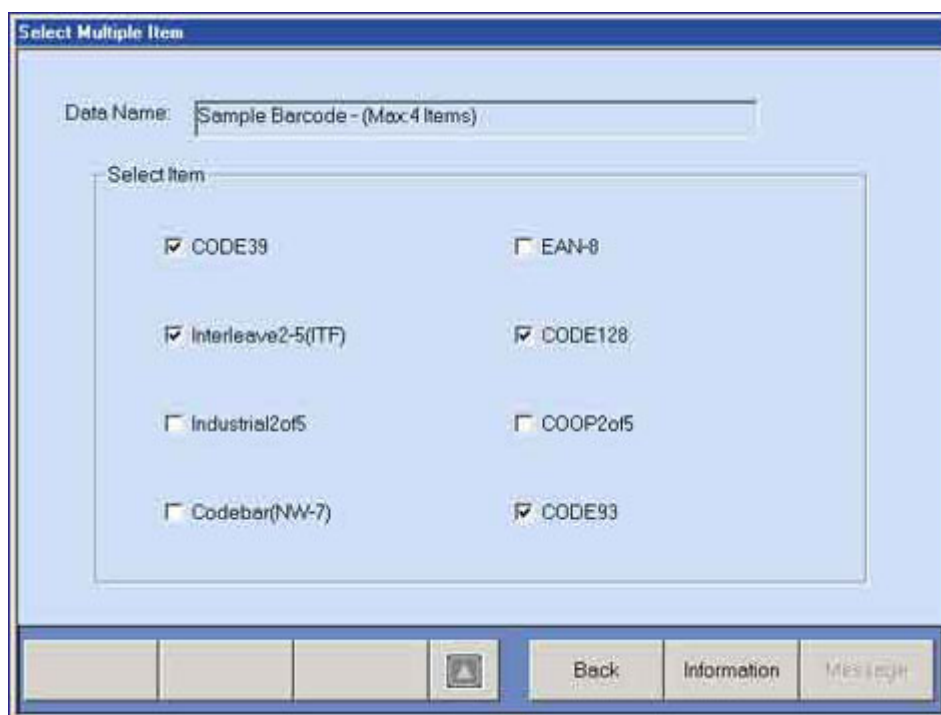 Select Multiple Item
Data Name: Sample Barcode - (Max:4 Items)
Select Item
CODE39 EAN-8
Interleave2-5(ITF) CODE128
Industrial2of5 COOP2of5
Codebar(NW-7) CODE93
Back Information Message